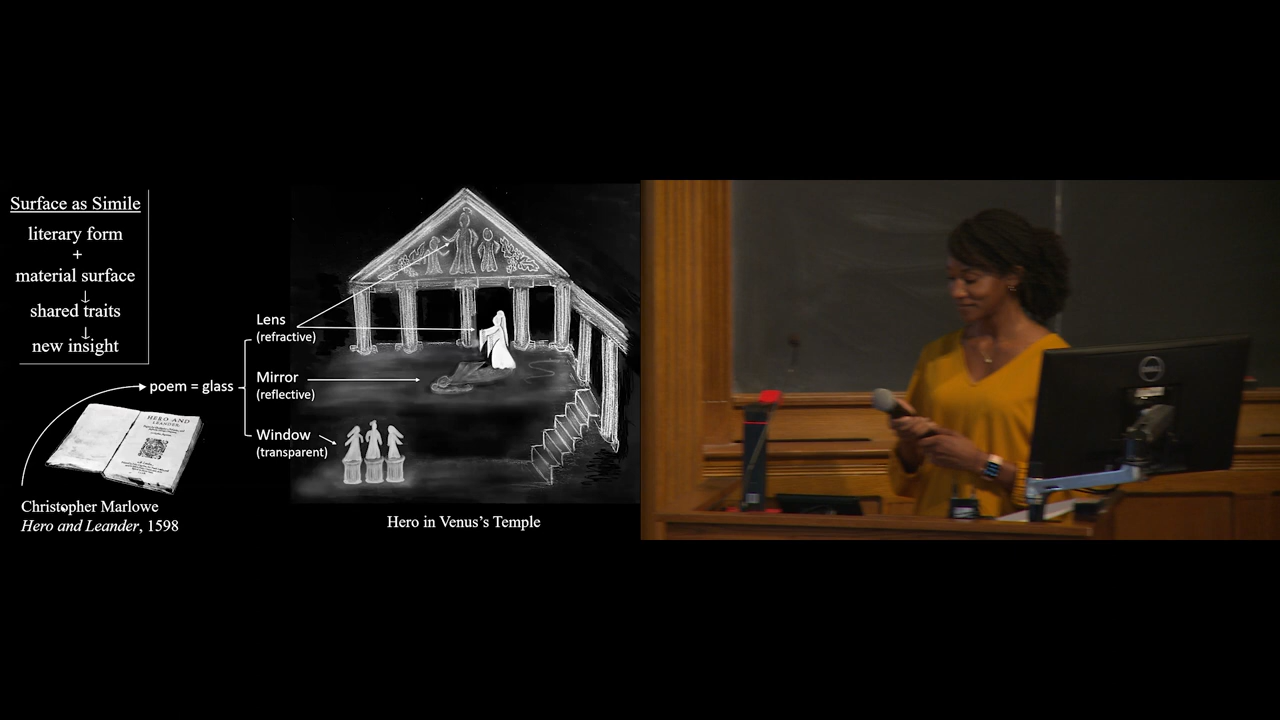 Surface as Simile
literary form
+
material surface
↓
shared traits
↓
new insight
poem = glass
Lens
(refractive)
Mirror
(reflective)
Window
(transparent)
HERO AND
LEANDER
Christopher Marlowe
Hero and Leander, 1598
Hero in Venus's Temple
DELL